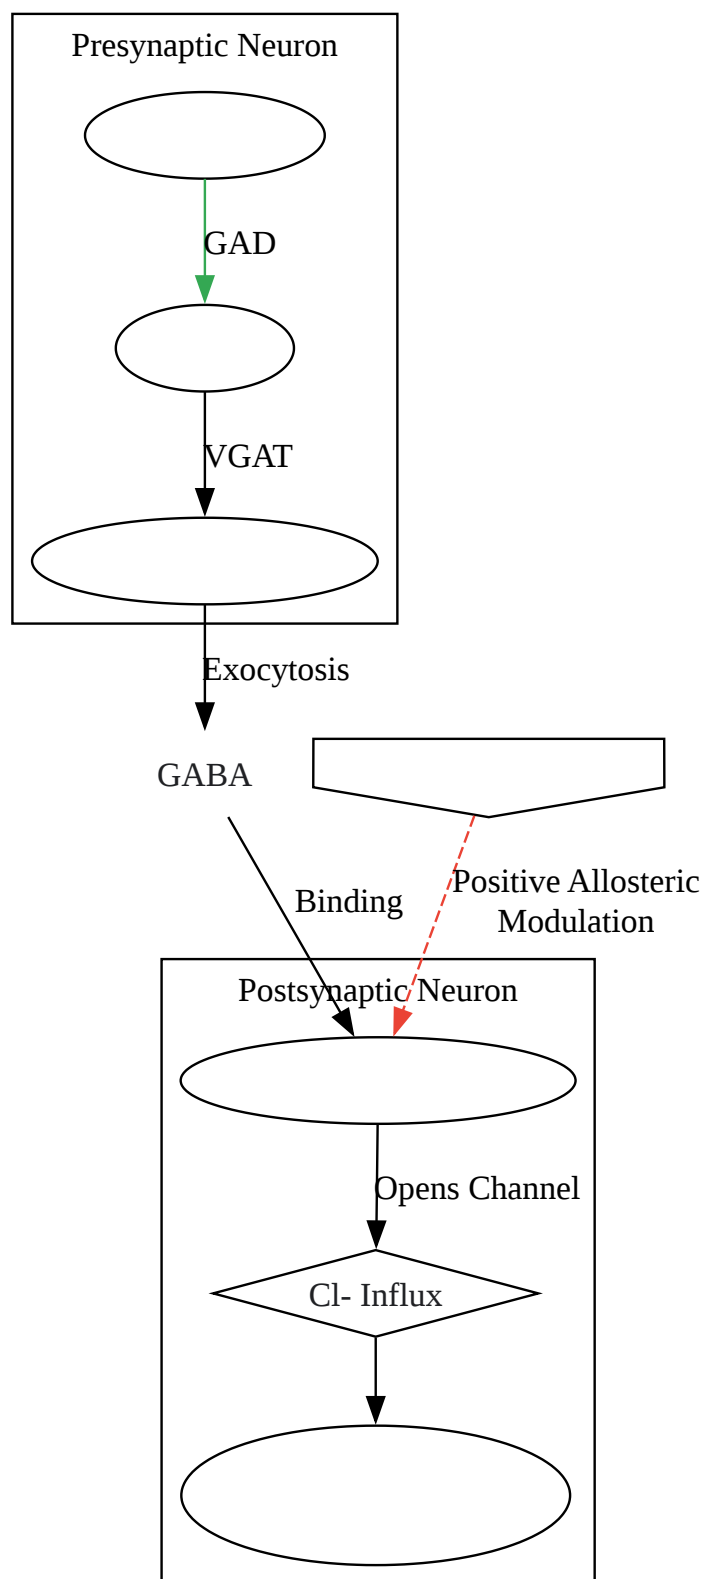 Presynaptic Neuron
GAD
VGAT
Exocytosis
GABA
Binding
Positive Allosteric
Modulation
Postsynaptic Neuron
Opens Channel
Cl- Influx